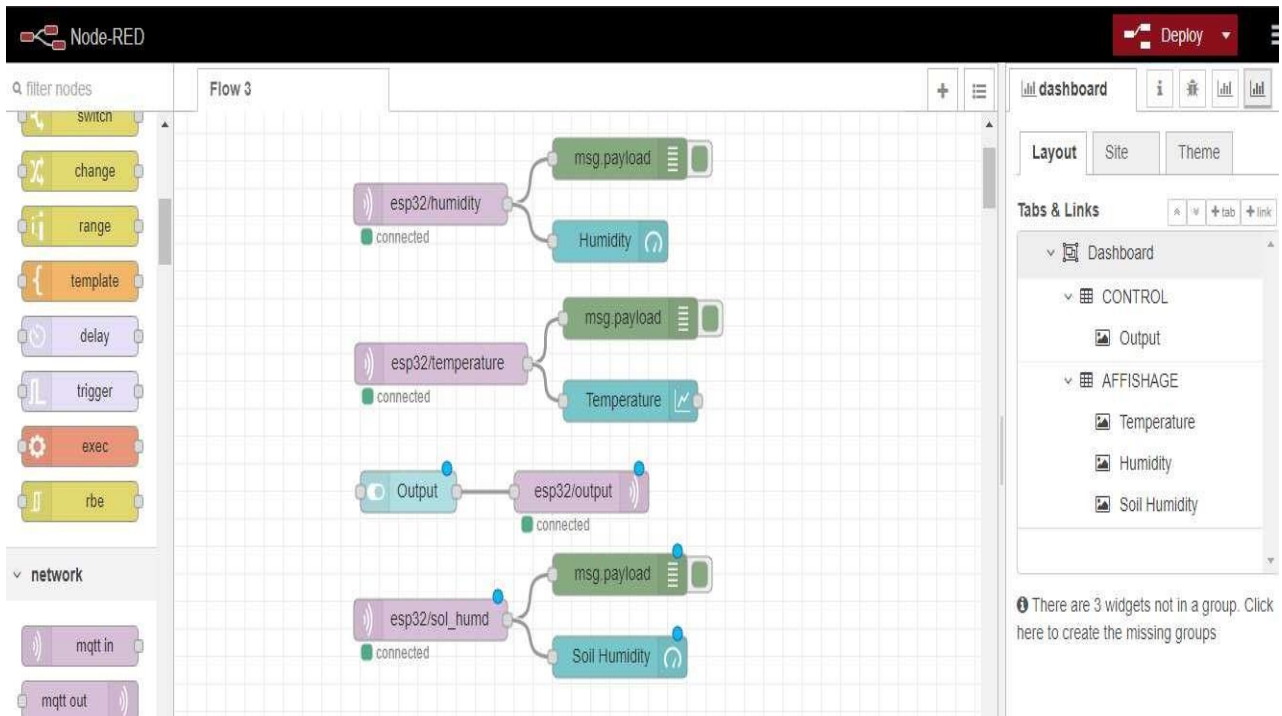 Node-RED
Deploy
filter nodes
switch
change
range
template
delay
trigger
exec
rbe
network
mqtt in
mqtt out
Flow 3
esp32/humidity
connected
msg.payload
Humidity
esp32/temperature
connected
msg.payload
Temperature
Output
esp32/output
connected
esp32/sol_humd
connected
msg.payload
Soil Humidity
dashboard
i
Layout
Site
Theme
Tabs & Links
+tab
+link
Dashboard
CONTROL
Output
AFFISHAGE
Temperature
Humidity
Soil Humidity
There are 3 widgets not in a group. Click
here to create the missing groups